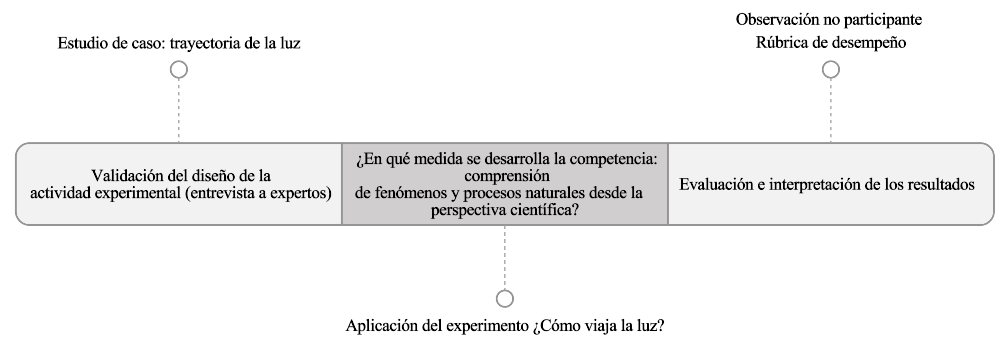 Estudio de caso: trayectoria de la luz
Observación no participante
Rúbrica de desempeño
Validación del diseño de la
actividad experimental (entrevista a expertos)
¿En qué medida se desarrolla la competencia:
comprensión
de fenómenos y procesos naturales desde la
perspectiva científica?
Evaluación e interpretación de los resultados
Aplicación del experimento ¿Cómo viaja la luz?